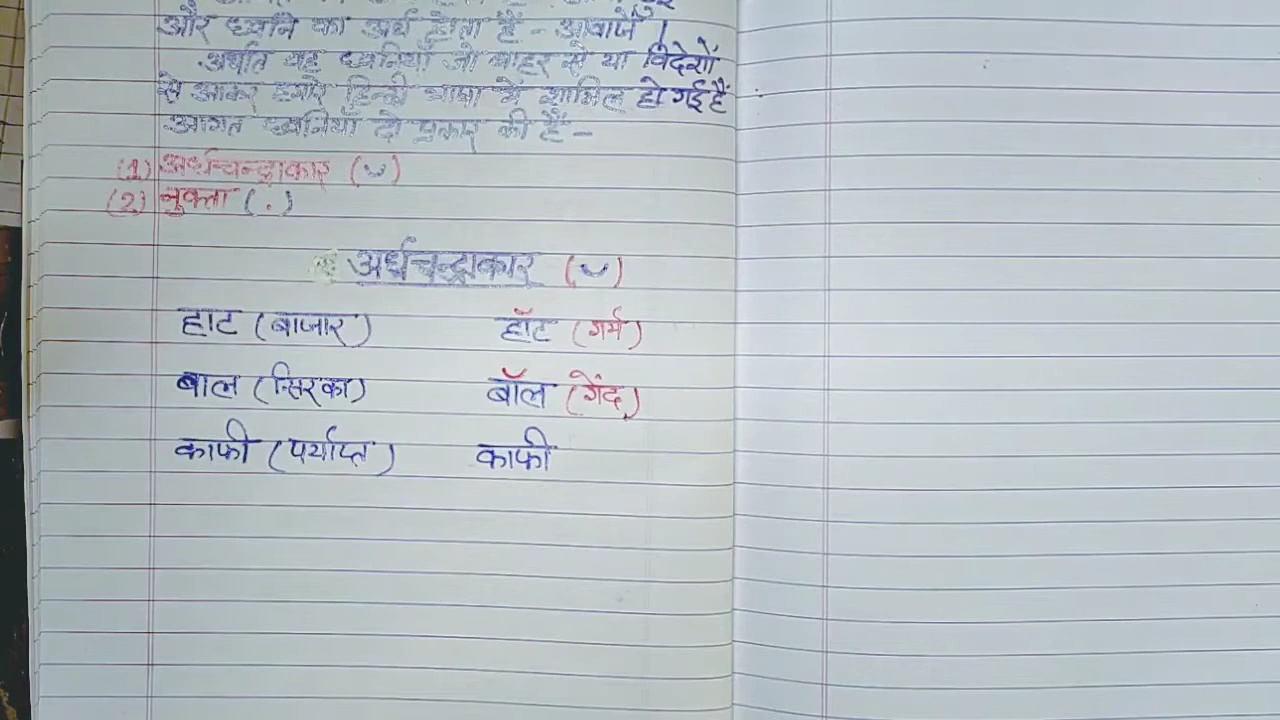 और ध्वनि का अर्थ होता है - आवाजें ।
अर्थात वह ध्वनियाँ जो बाहर से या विदेशों
से आकर हमारे हिन्दी भाषा में शामिल हो गई हैं
आगत ध्वनियाँ दो प्रकार की हैं -
(1) अर्धचन्द्राकार (ˇ)
(2) नुक्ता (.)
अर्धचन्द्राकार (ˇ)
हाट (बाजार) हॉट (गर्म)
बाल (सिरका) बॉल (गेंद)
काफी (पर्याप्त) काफी